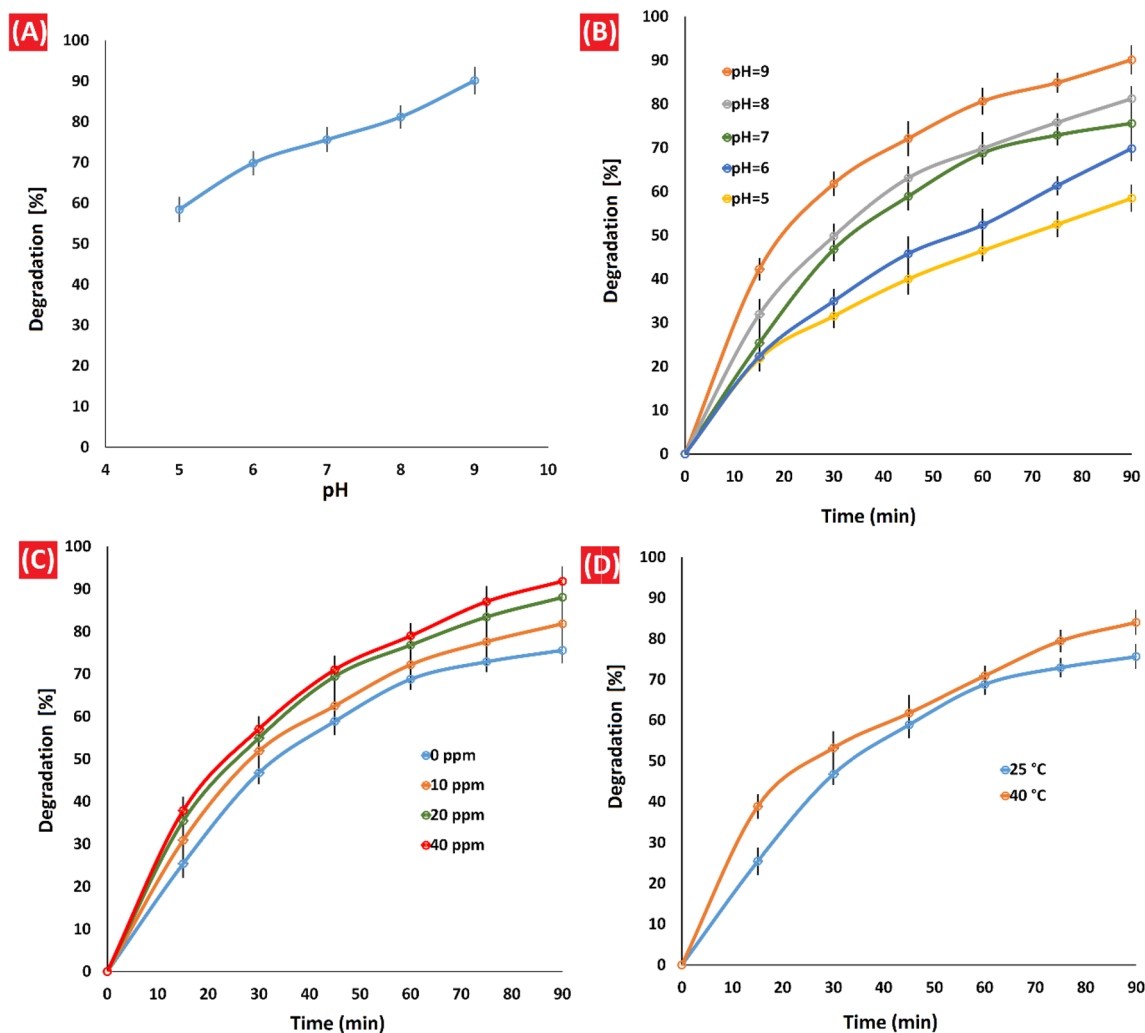 (A)
100
90
80
70
60
50
40
30
20
10
0
Degradation [%]
4 5 6 7 8 9 10
pH
(B)
100
90
80
70
60
50
40
30
20
10
0
Degradation [%]
pH=9
pH=8
pH=7
pH=6
pH=5
0 10 20 30 40 50 60 70 80 90
Time (min)
(C)
100
90
80
70
60
50
40
30
20
10
0
Degradation [%]
0 ppm
10 ppm
20 ppm
40 ppm
0 10 20 30 40 50 60 70 80 90
Time (min)
(D)
100
90
80
70
60
50
40
30
20
10
0
Degradation [%]
25 °C
40 °C
0 10 20 30 40 50 60 70 80 90
Time (min)